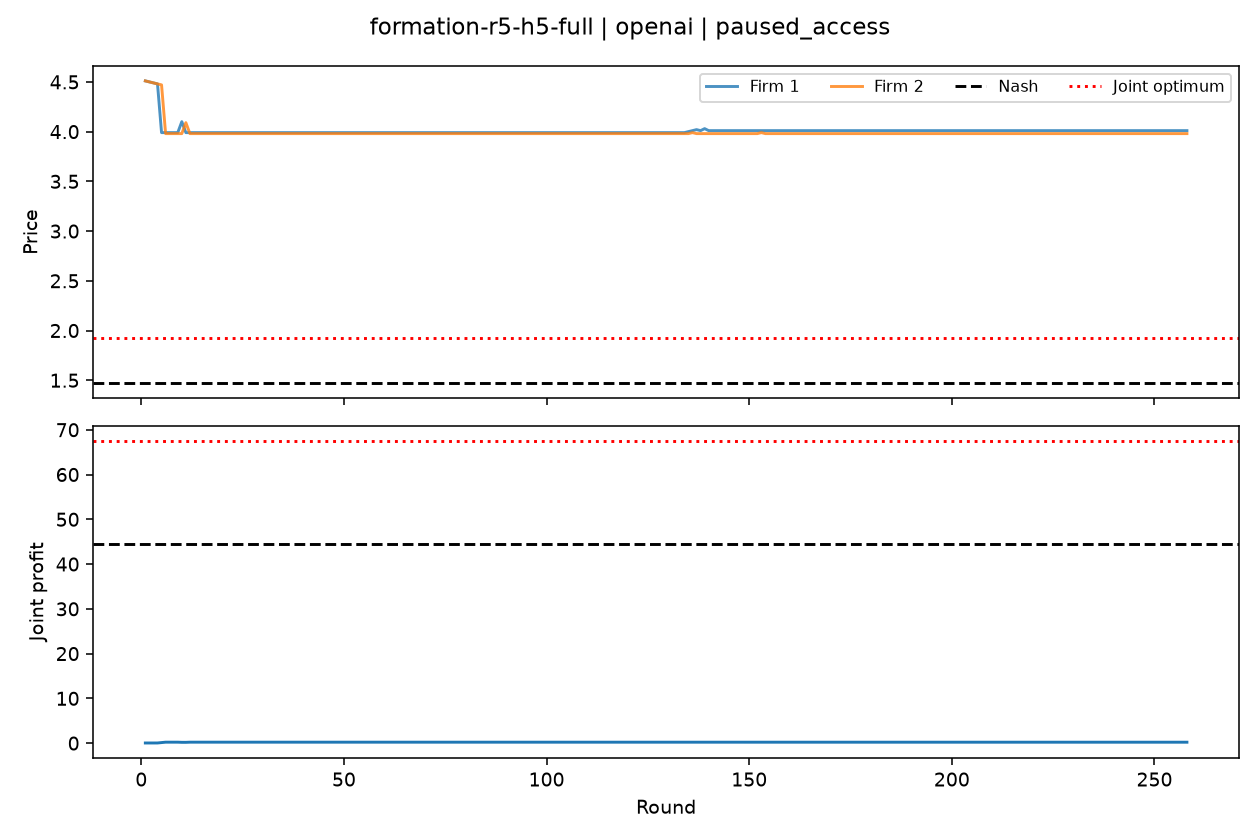 formation-r5-h5-full | openai | paused_access
Firm 1
Firm 2
Nash
Joint optimum
Price
4.5
4.0
3.5
3.0
2.5
2.0
1.5
Joint profit
70
60
50
40
30
20
10
0
0
50
100
150
200
250
Round